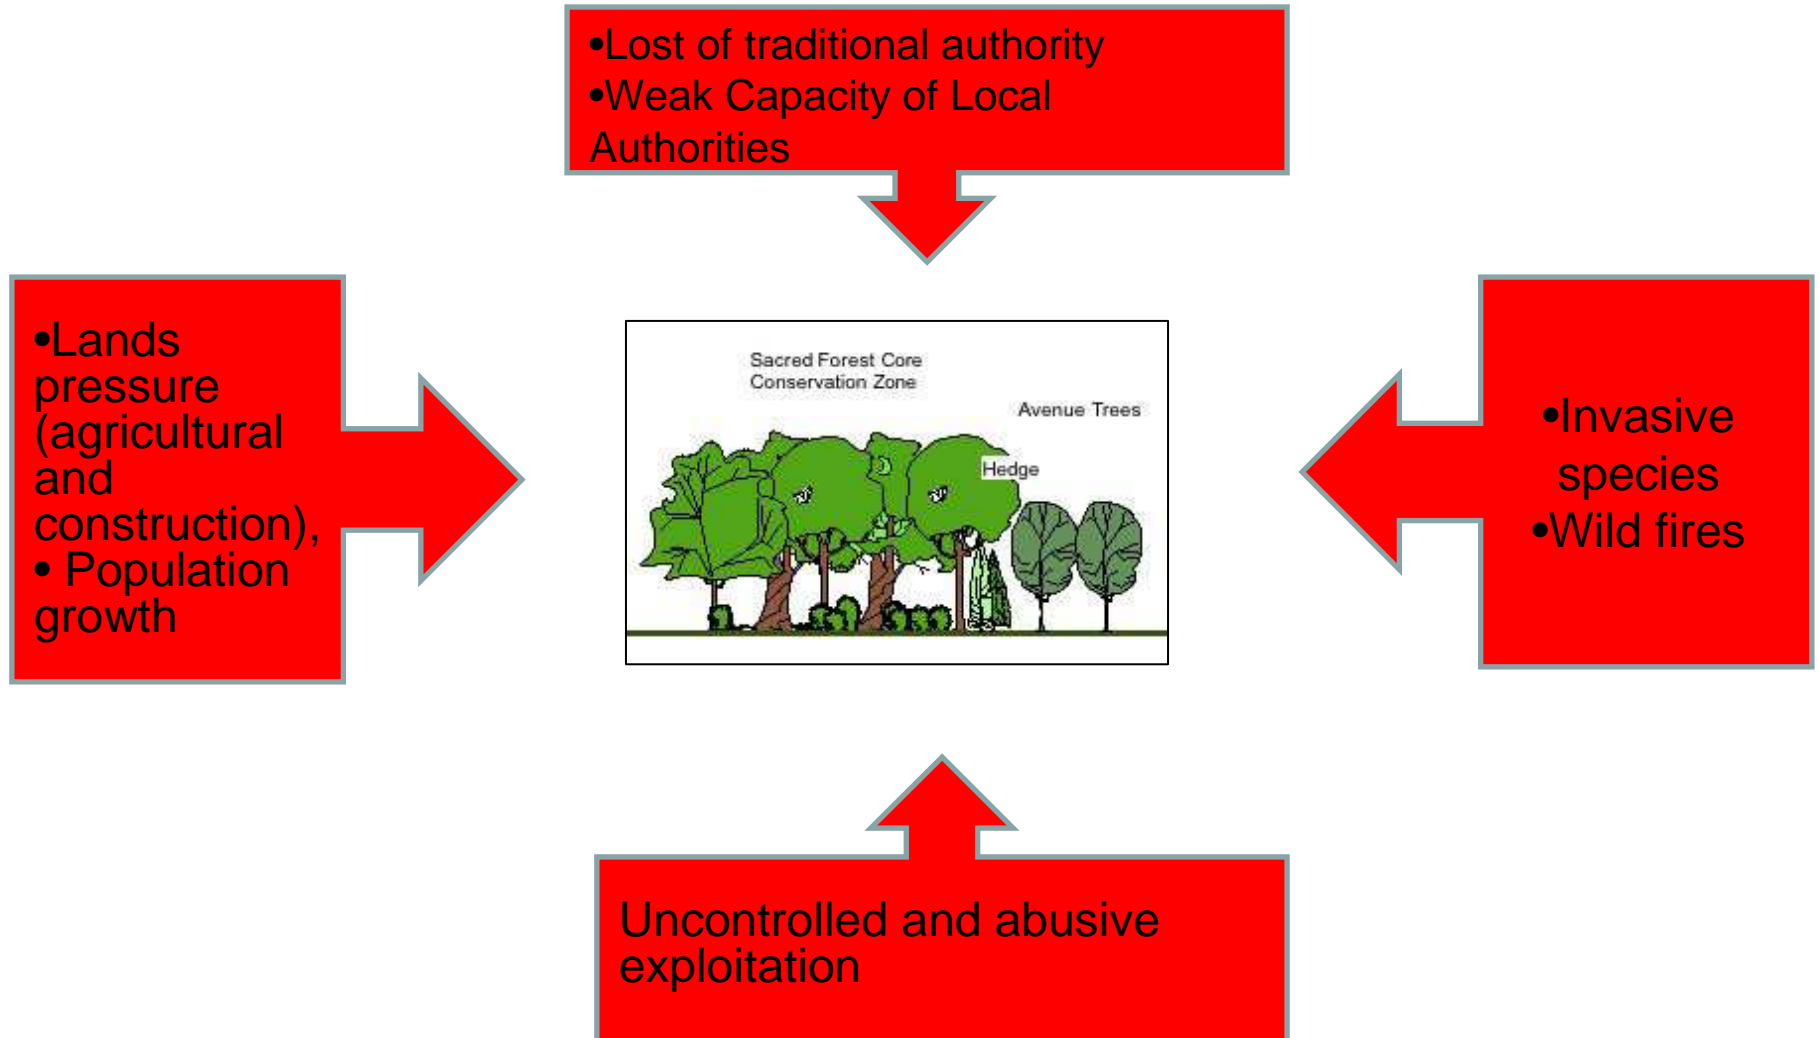 •Lost of traditional authority
•Weak Capacity of Local
Authorities
•Lands
pressure
(agricultural
and
construction),
• Population
growth
Sacred Forest Core
Conservation Zone
Avenue Trees
Hedge
•Invasive
species
•Wild fires
Uncontrolled and abusive
exploitation